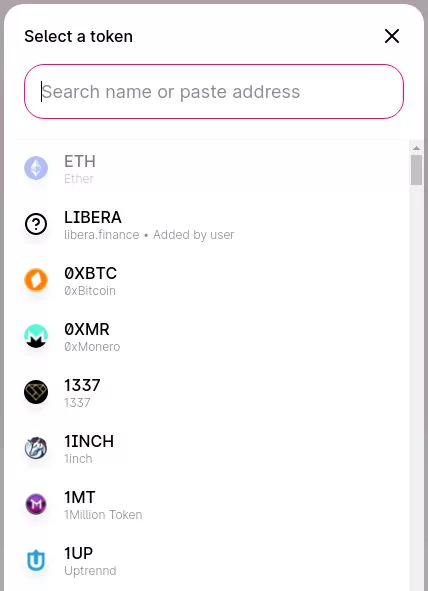 Select a token
Search name or paste address
ETH
Ether
LIBERA
libera.finance • Added by user
0XBTC
0xBitcoin
0XMR
0xMonero
1337
1337
1INCH
1inch
1MT
1Million Token
1UP
Uptrennd